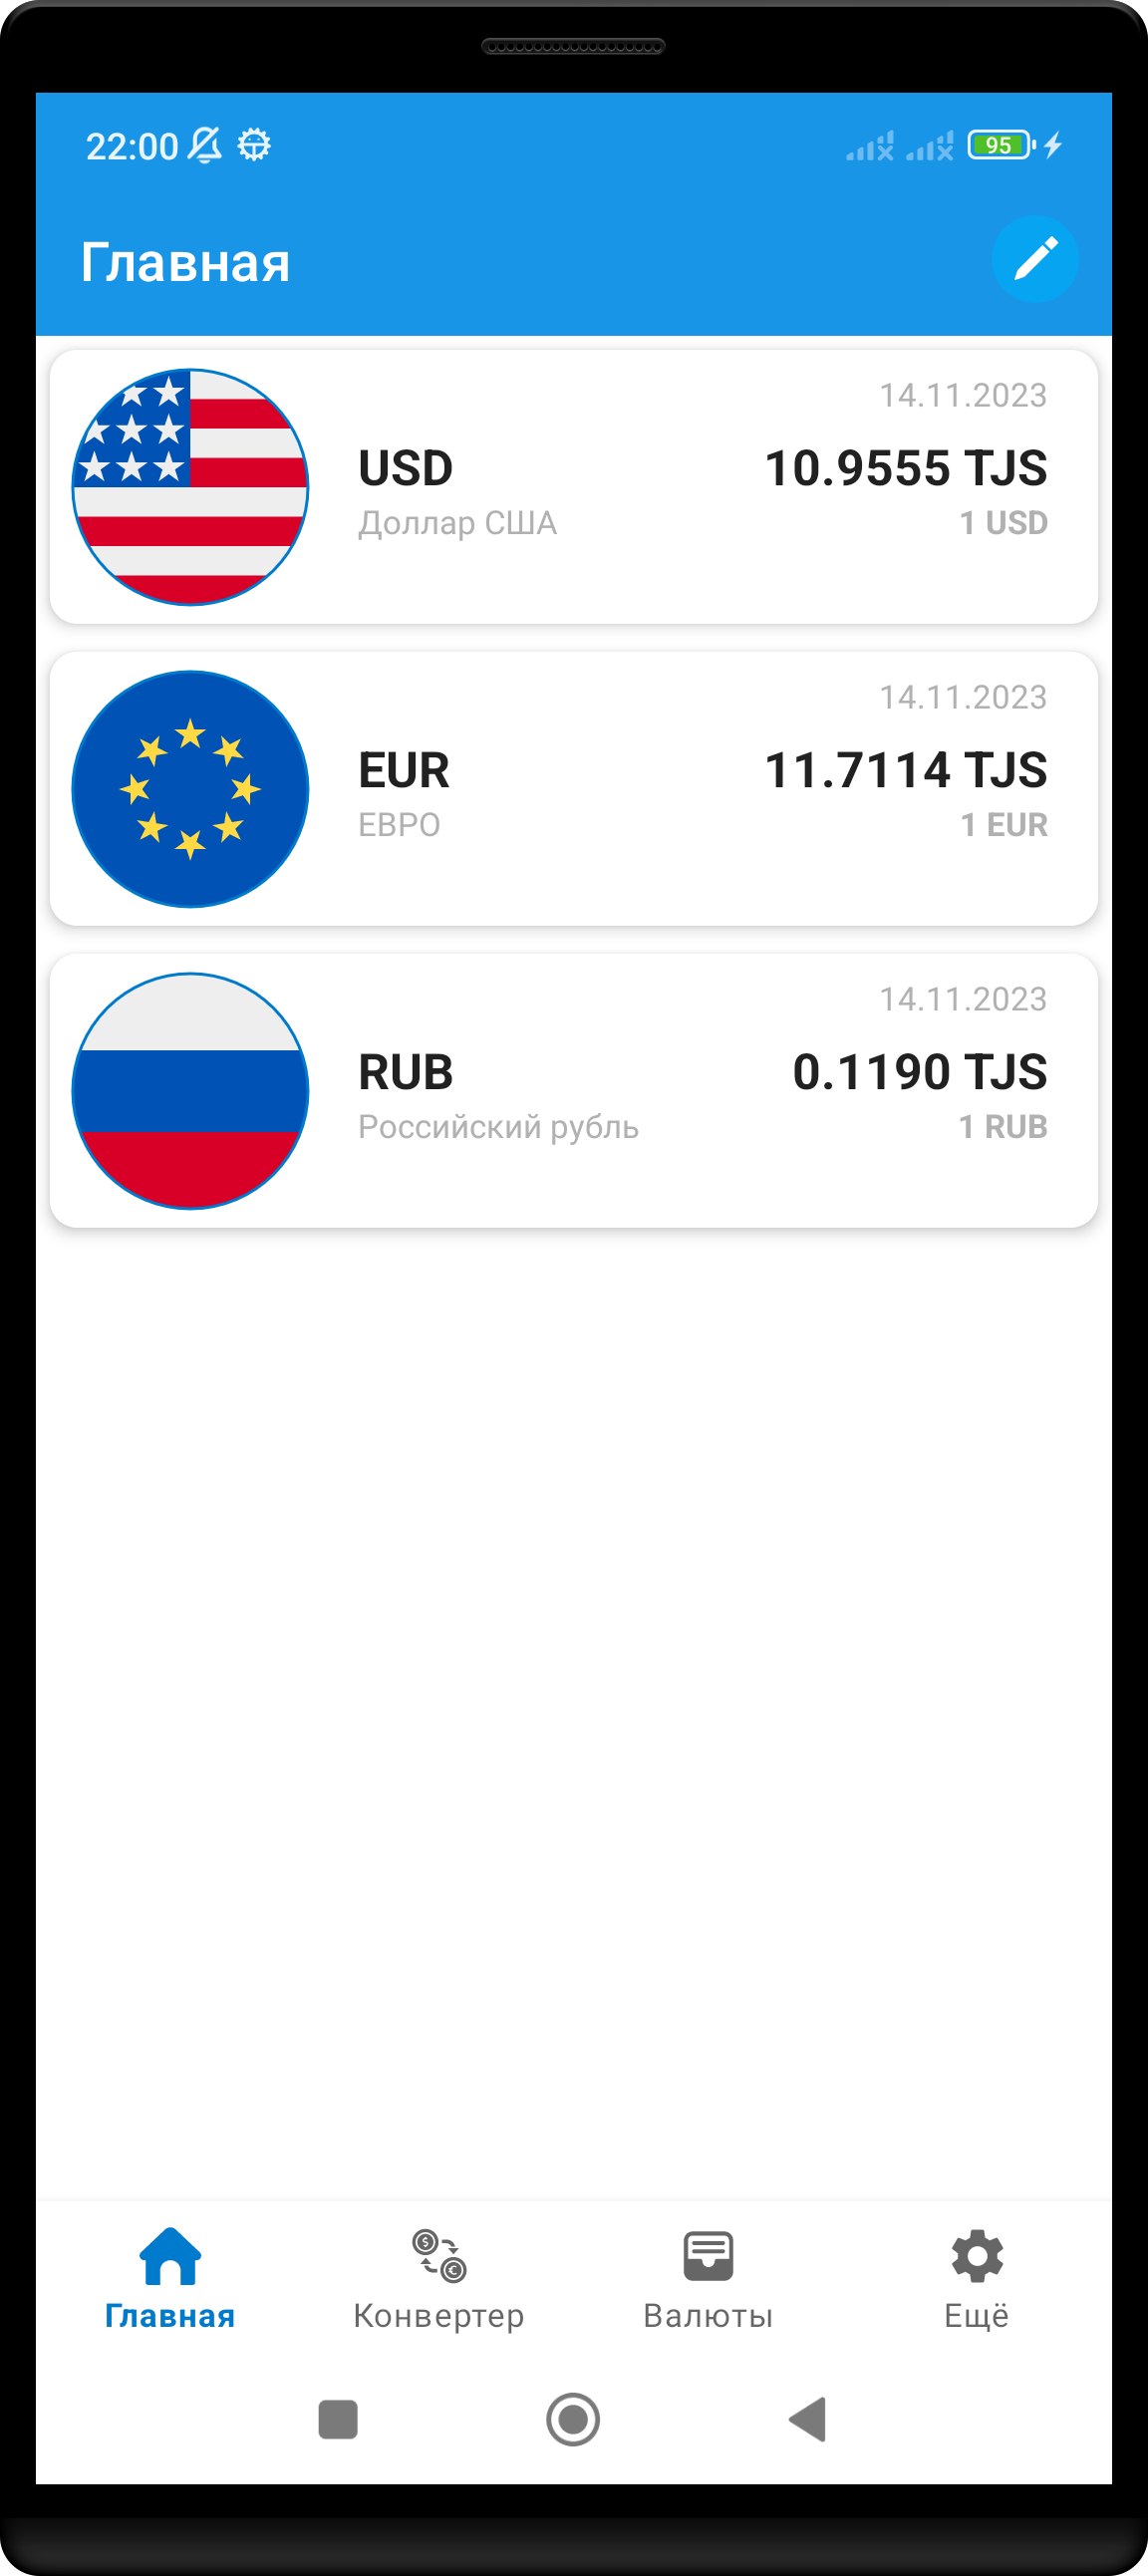 22:00
95
Главная
14.11.2023
USD 10.9555 TJS
Доллар США 1 USD
14.11.2023
EUR 11.7114 TJS
ЕВРО 1 EUR
14.11.2023
RUB 0.1190 TJS
Российский рубль 1 RUB
Главная Конвертер Валюты Ещё